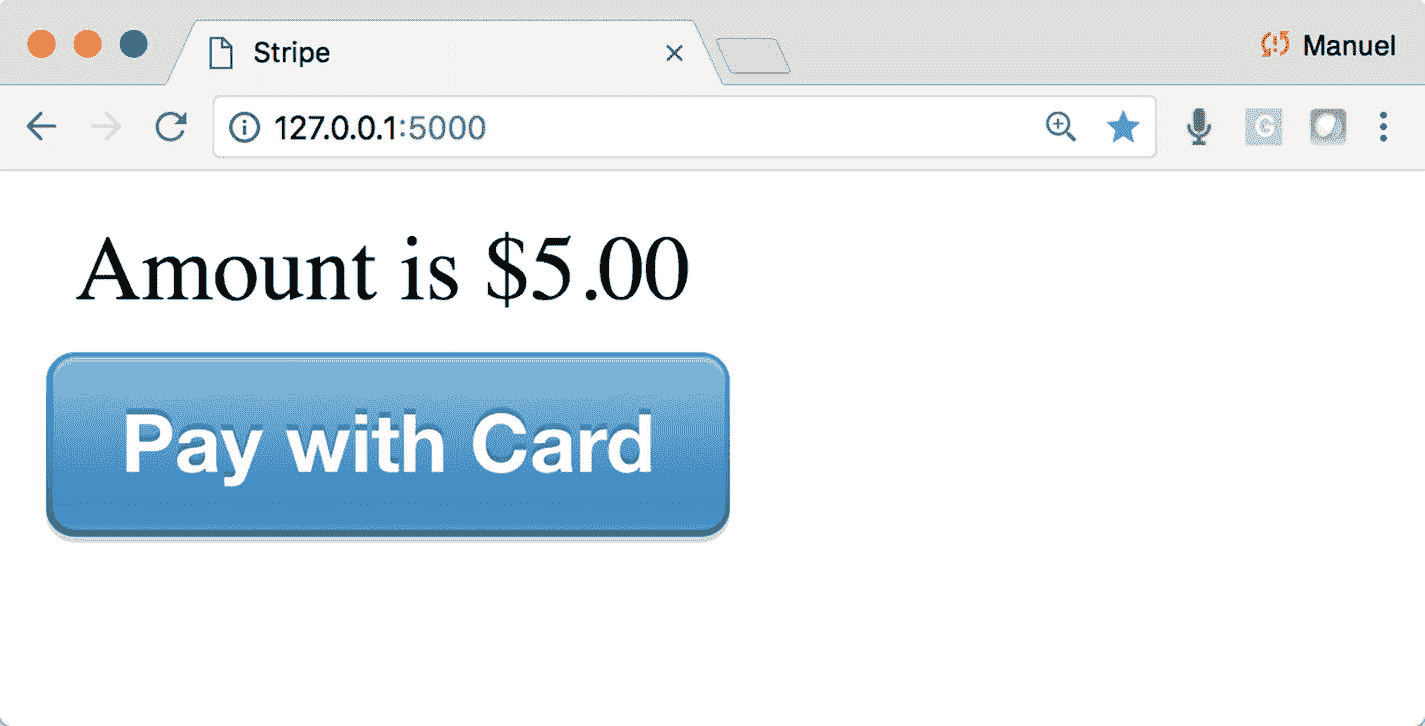 Stripe
Manuel
127.0.0.1:5000
G
Amount is $5.00
Pay with Card